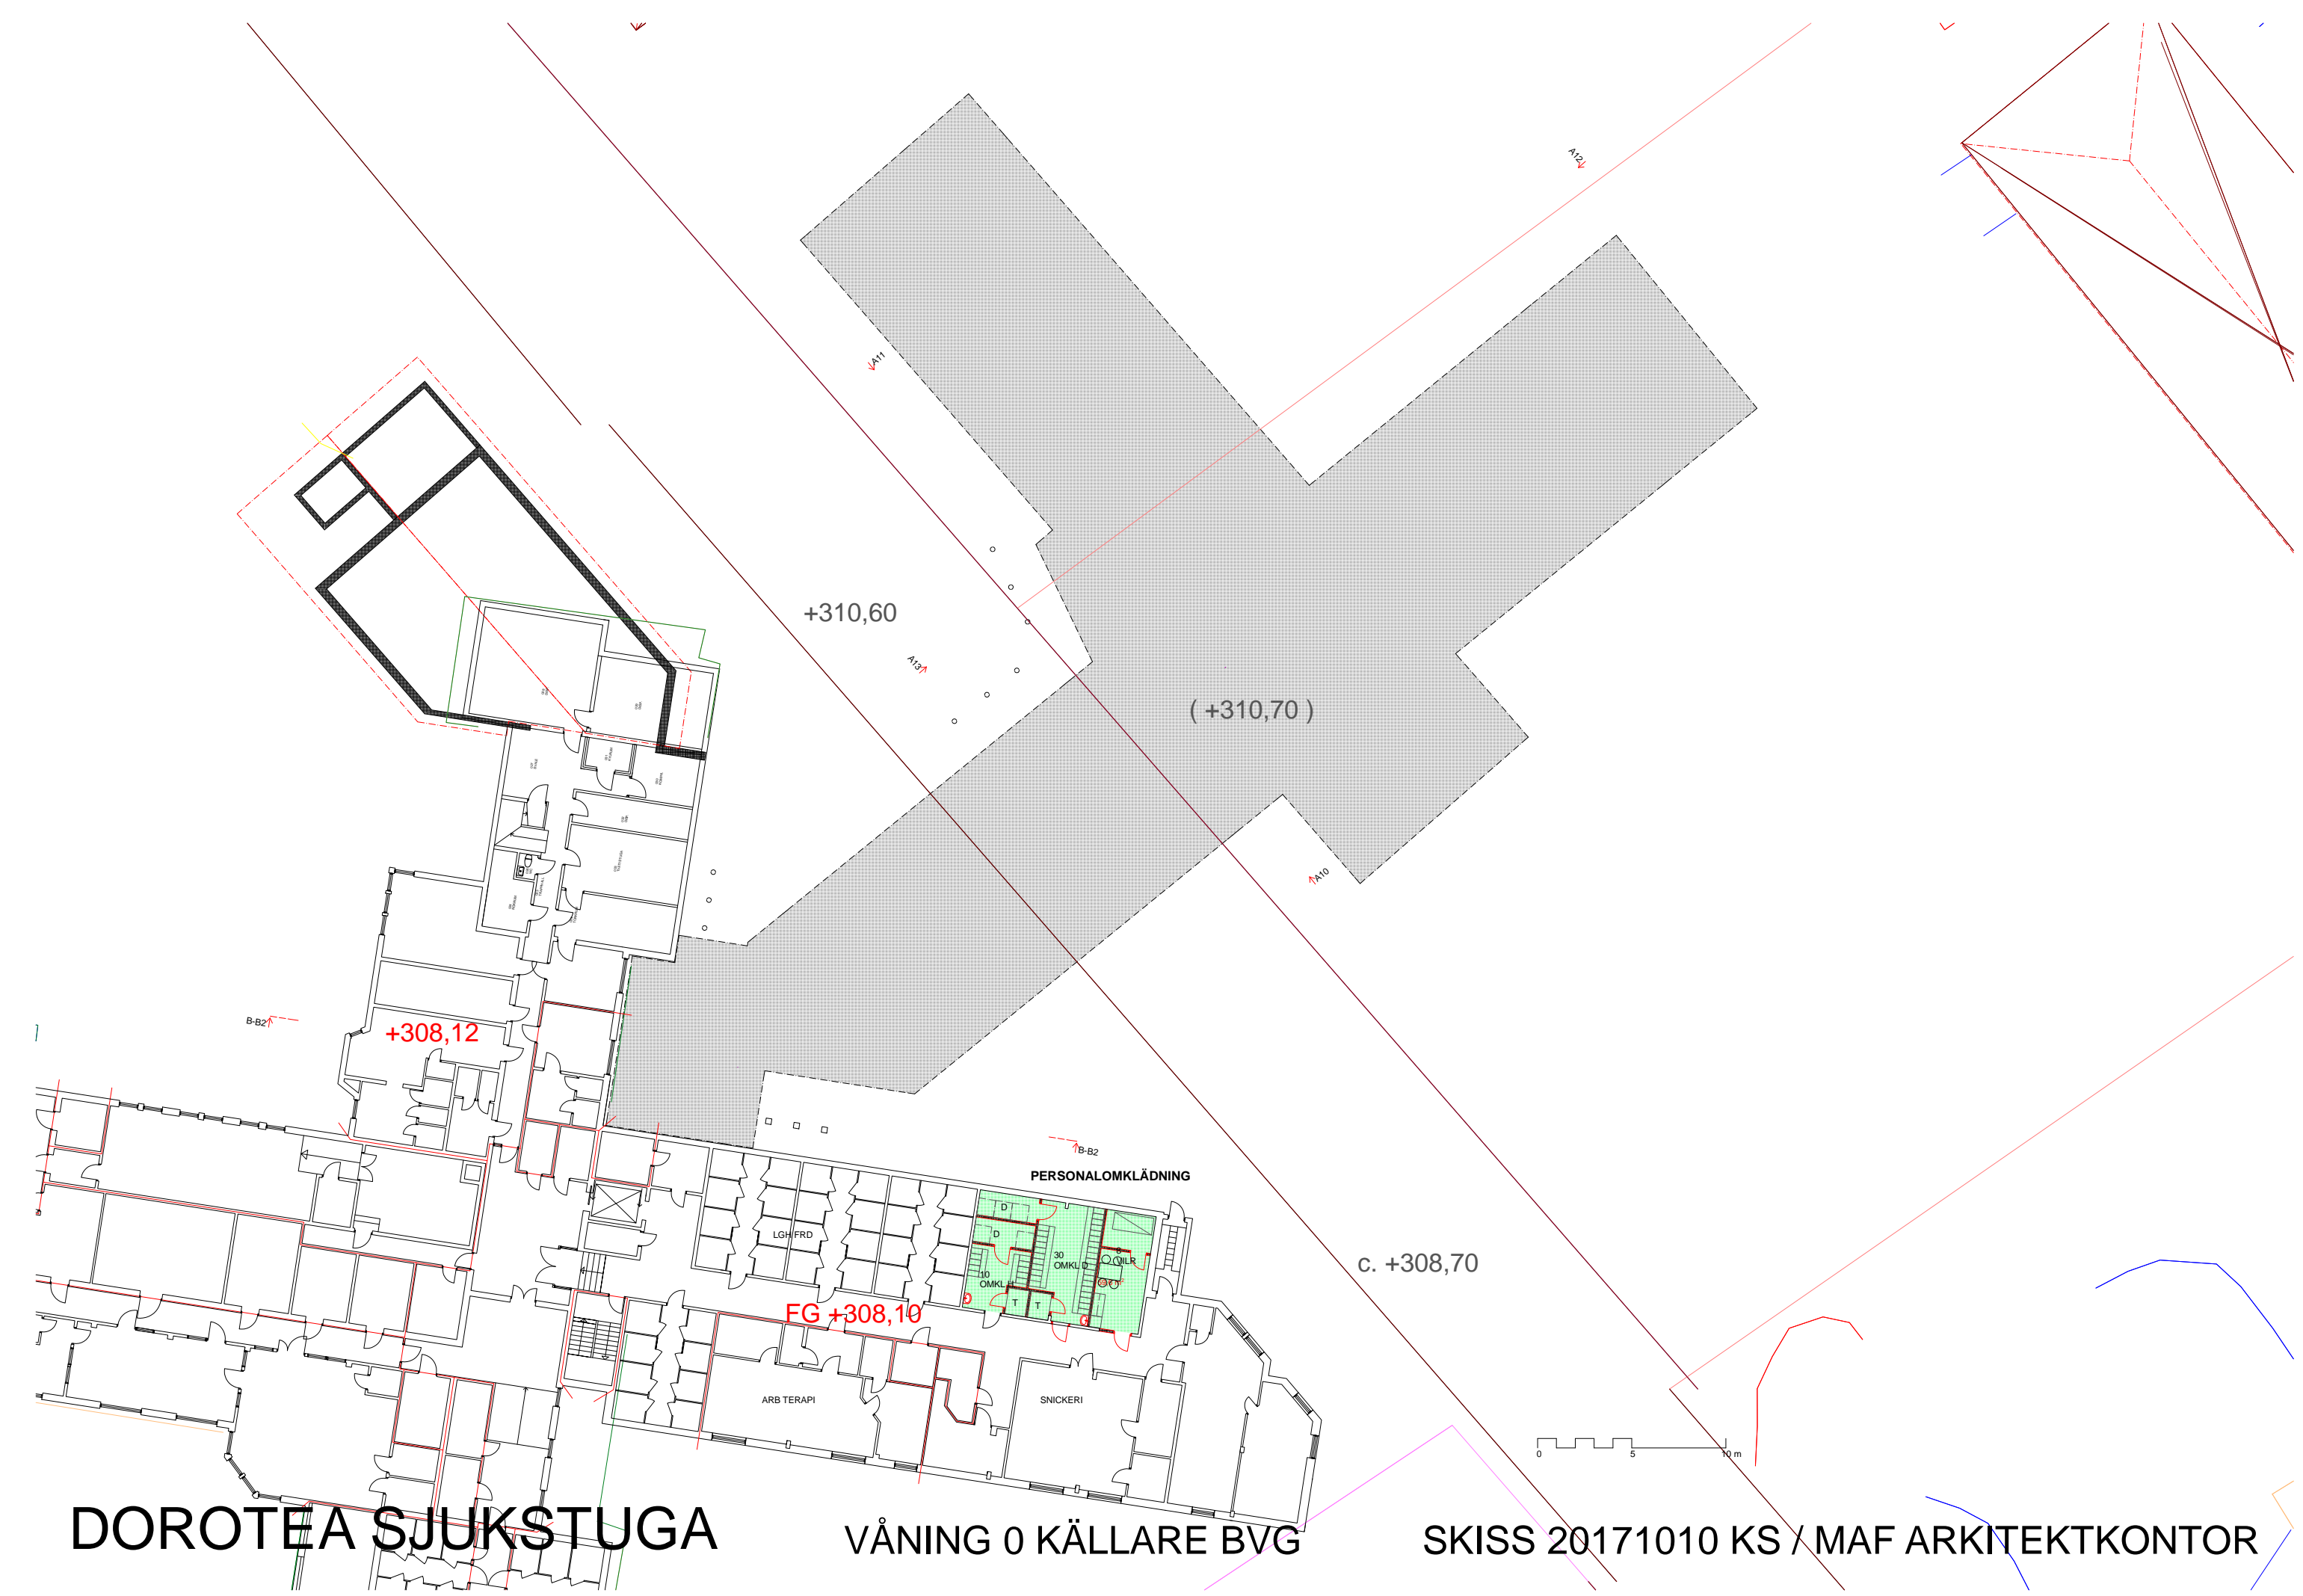 A12
A11
+310,60
A13
( +310,70 )
A10
B-B2
+308,12
B-B2
PERSONALOMKLÄDNING
D
D
LGH FRD
30
OMKL D
VILR
10
OMKL H
T
T
c. +308,70
FG +308,10
ARB TERAPI
SNICKERI
0 5 10 m
DOROTEA SJUKSTUGA
VÅNING 0 KÄLLARE BVG
SKISS 20171010 KS / MAF ARKITEKTKONTOR